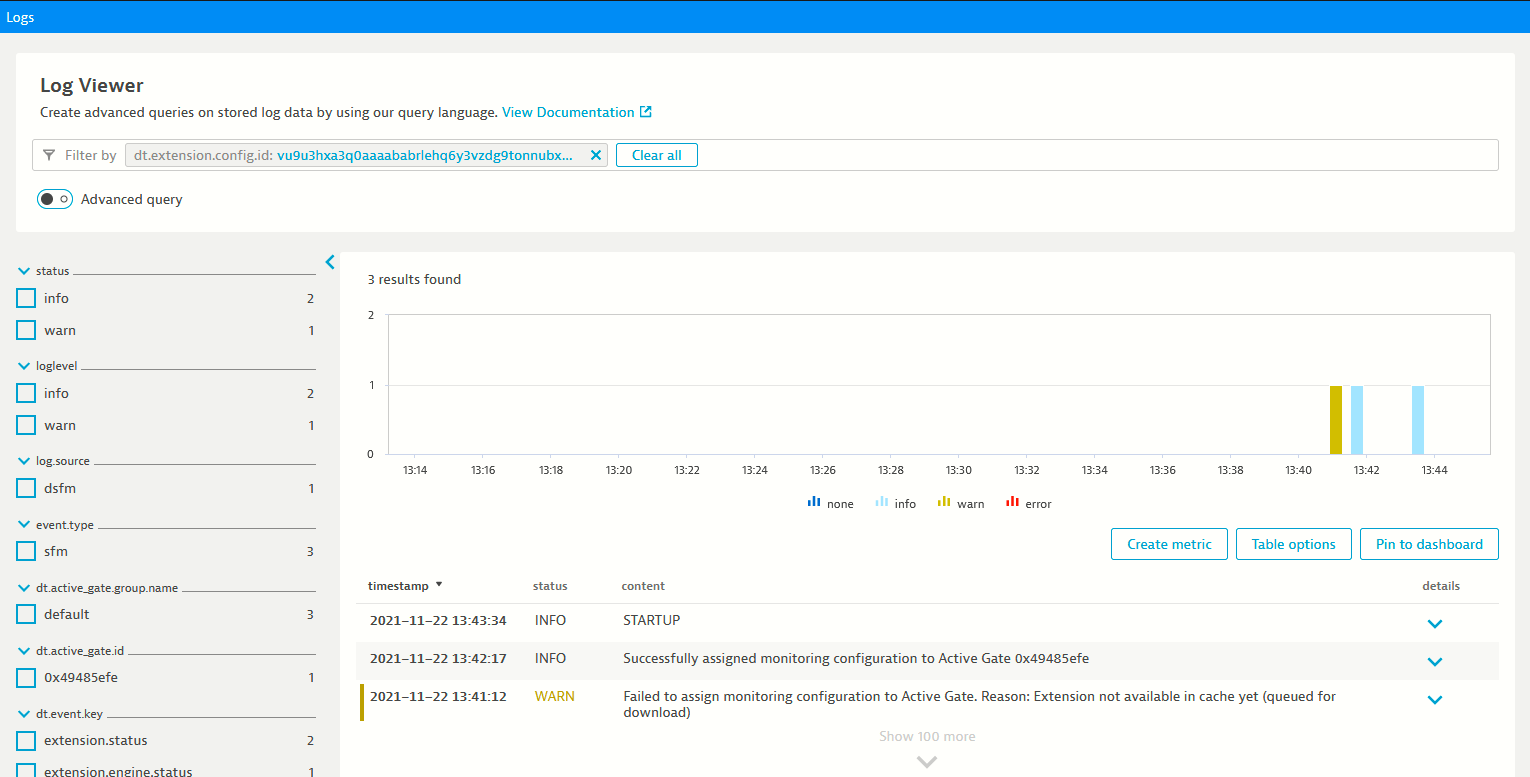 Logs
Log Viewer
Create advanced queries on stored log data by using our query language. View Documentation
Filter by dt.extension.config.id: vu9u3hxa3q0aaaababrlehq6y3vzdg9tonnubx... Clear all
Advanced query
status
info 2
warn 1
loglevel
info 2
warn 1
log.source
dsfm 1
event.type
sfm 3
dt.active_gate.group.name
default 3
dt.active_gate.id
0x49485efe 1
dt.event.key
extension.status 2
extension.engine.status 1
3 results found
2
1
0
13:14 13:16 13:18 13:20 13:22 13:24 13:26 13:28 13:30 13:32 13:34 13:36 13:38 13:40 13:42 13:44
none info warn error
Create metric Table options Pin to dashboard
timestamp status content details
2021-11-22 13:43:34 INFO STARTUP
2021-11-22 13:42:17 INFO Successfully assigned monitoring configuration to Active Gate 0x49485efe
2021-11-22 13:41:12 WARN Failed to assign monitoring configuration to Active Gate. Reason: Extension not available in cache yet (queued for
download)
Show 100 more